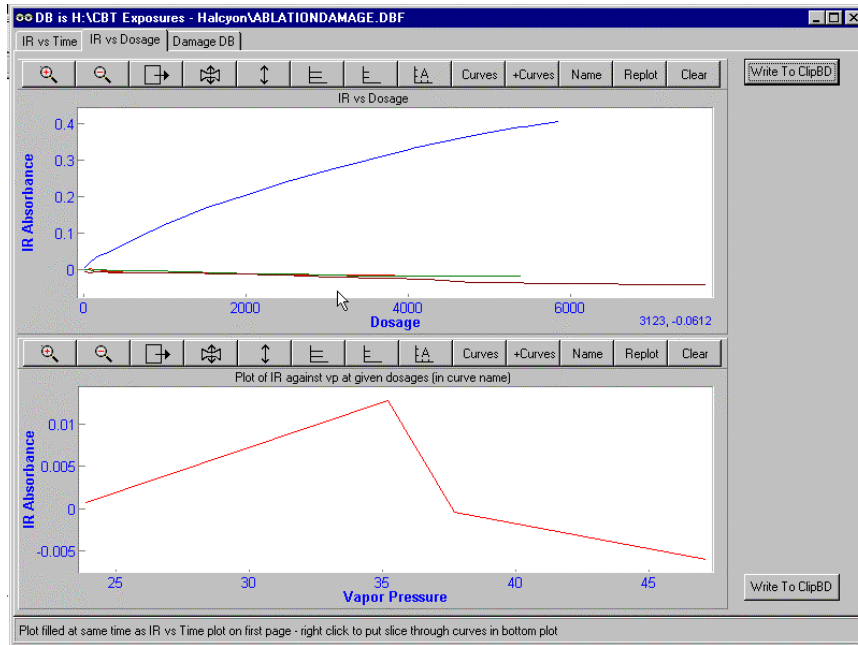 DB is H:\CBT Exposures - Halcyon\ABLATIONDAMAGE.DBF
IR vs Time IR vs Dosage Damage DB
Curves +Curves Name Replot Clear
Write To ClipBD
IR vs Dosage
IR Absorbance
0.4
0.3
0.2
0.1
0
0 2000 4000 6000
Dosage
3123, -0.0612
Curves +Curves Name Replot Clear
Plot of IR against vp at given dosages (in curve name)
IR Absorbance
0.01
0.005
0
-0.005
25 30 35 40 45
Vapor Pressure
Write To ClipBD
Plot filled at same time as IR vs Time plot on first page - right click to put slice through curves in bottom plot